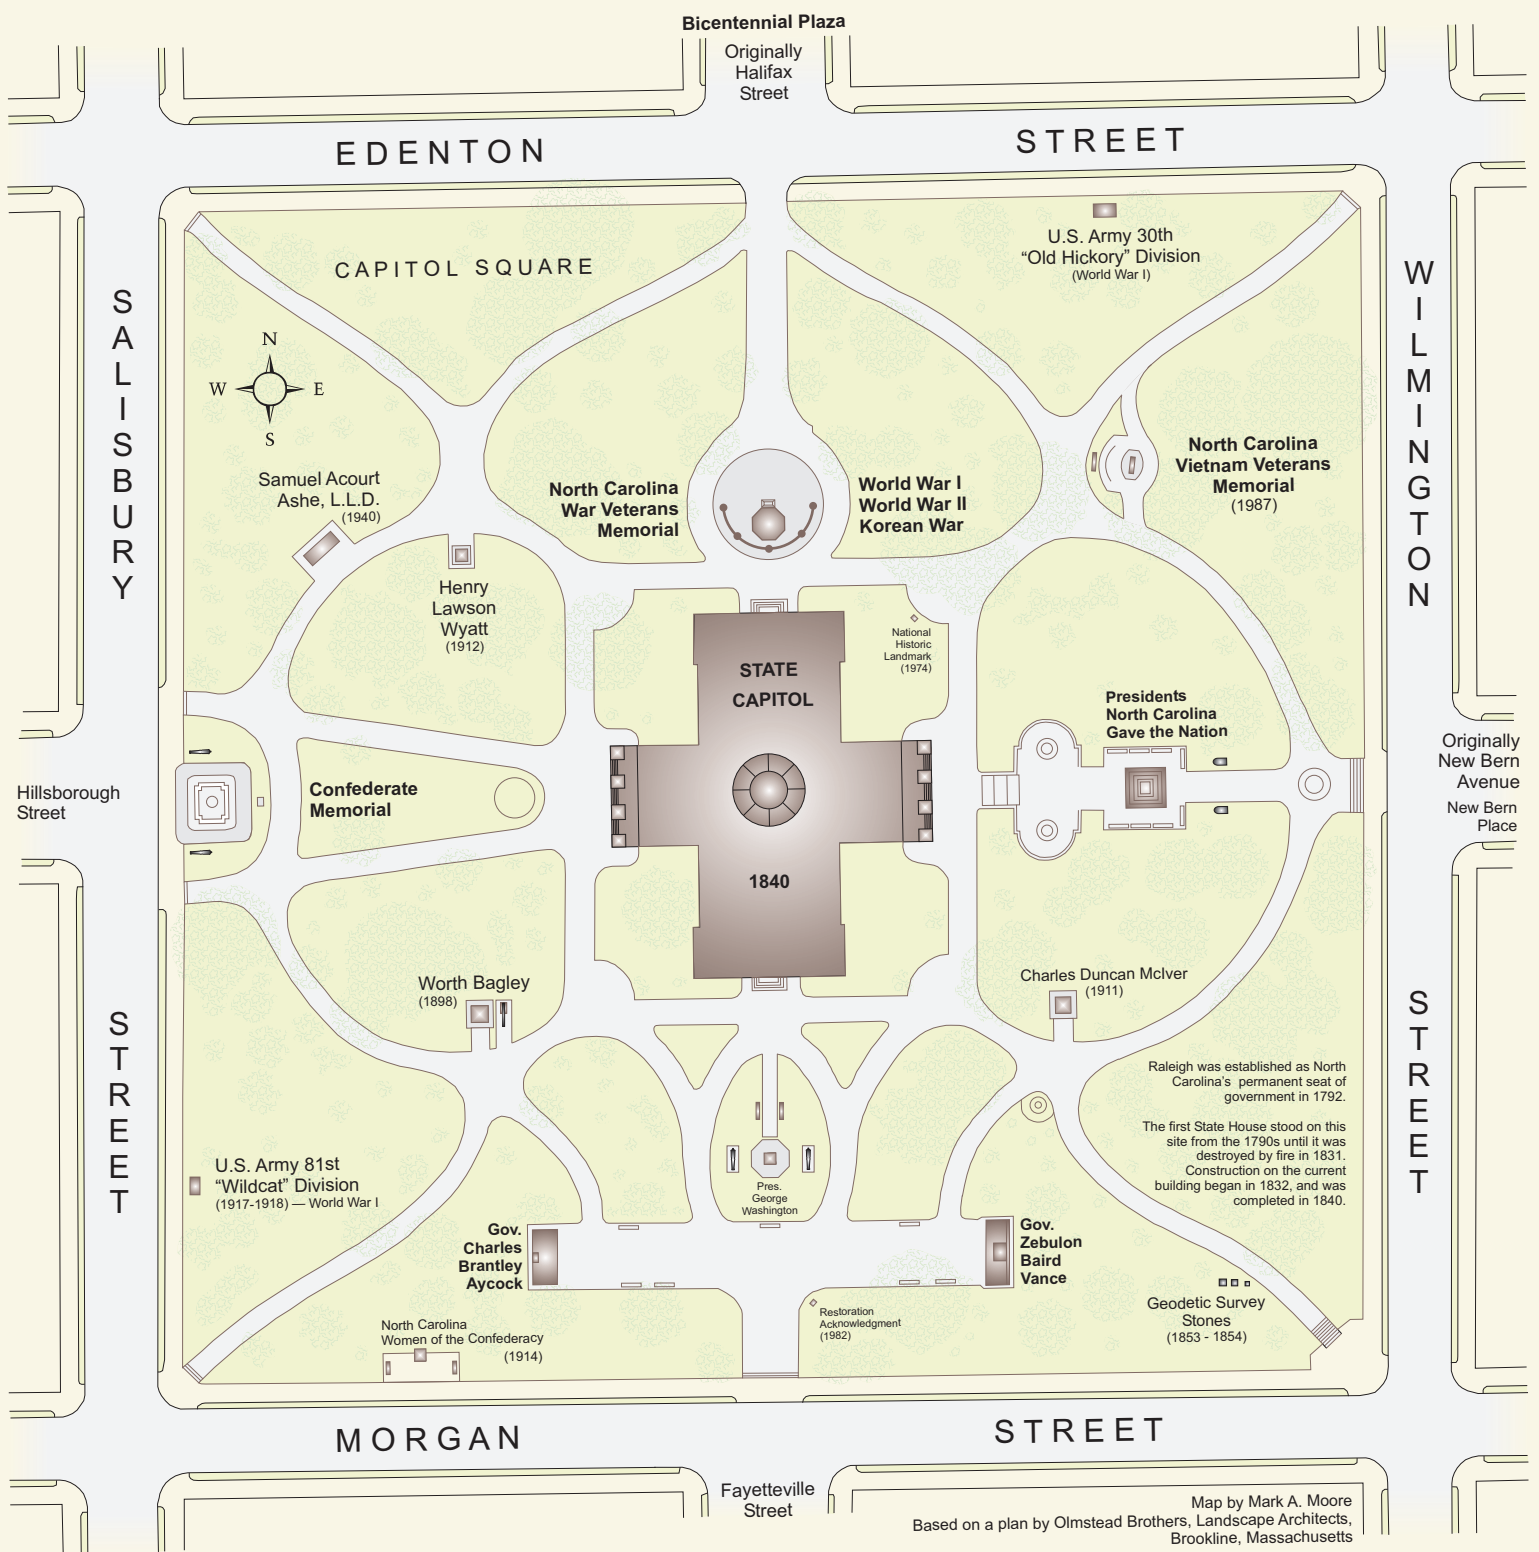 Bicentennial Plaza
Originally
Halifax
Street
EDENTON
STREET
CAPITOL SQUARE
U.S. Army 30th
“Old Hickory” Division
(World War I)
SALISBURY
STREET
WILMINGTON
STREET
N
W
E
S
Samuel Acourt
Ashe, L.L.D.
(1940)
North Carolina
War Veterans
Memorial
World War I
World War II
Korean War
North Carolina
Vietnam Veterans
Memorial
(1987)
Henry
Lawson
Wyatt
(1912)
National
Historic
Landmark
(1974)
STATE
CAPITOL
1840
Presidents
North Carolina
Gave the Nation
Originally
New Bern
Avenue
New Bern
Place
Hillsborough
Street
Confederate
Memorial
Worth Bagley
(1898)
Charles Duncan McIver
(1911)
Raleigh was established as North
Carolina’s permanent seat of
government in 1792.
The first State House stood on this
site from the 1790s until it was
destroyed by fire in 1831.
Construction on the current
building began in 1832, and was
completed in 1840.
U.S. Army 81st
“Wildcat” Division
(1917-1918) — World War I
Pres.
George
Washington
Gov.
Charles
Brantley
Aycock
Gov.
Zebulon
Baird
Vance
Geodetic Survey
Stones
(1853 - 1854)
North Carolina
Women of the Confederacy
(1914)
Restoration
Acknowledgment
(1982)
MORGAN
STREET
Fayetteville
Street
Map by Mark A. Moore
Based on a plan by Olmstead Brothers, Landscape Architects,
Brookline, Massachusetts